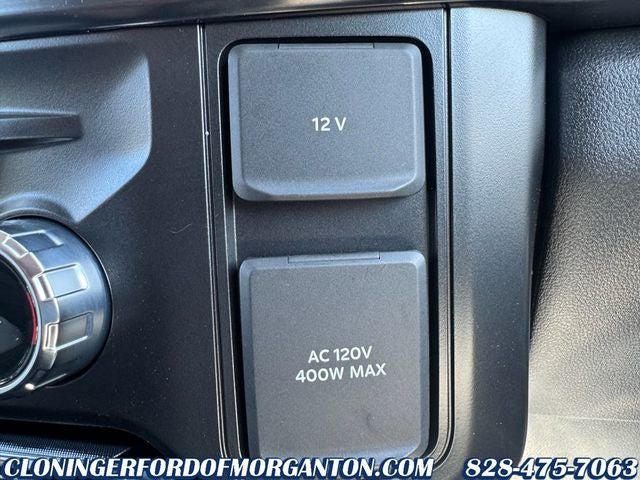 12 V
AC 120V
400W MAX
CLONINGERFORDOFMORGANTON.COM 828-475-7063